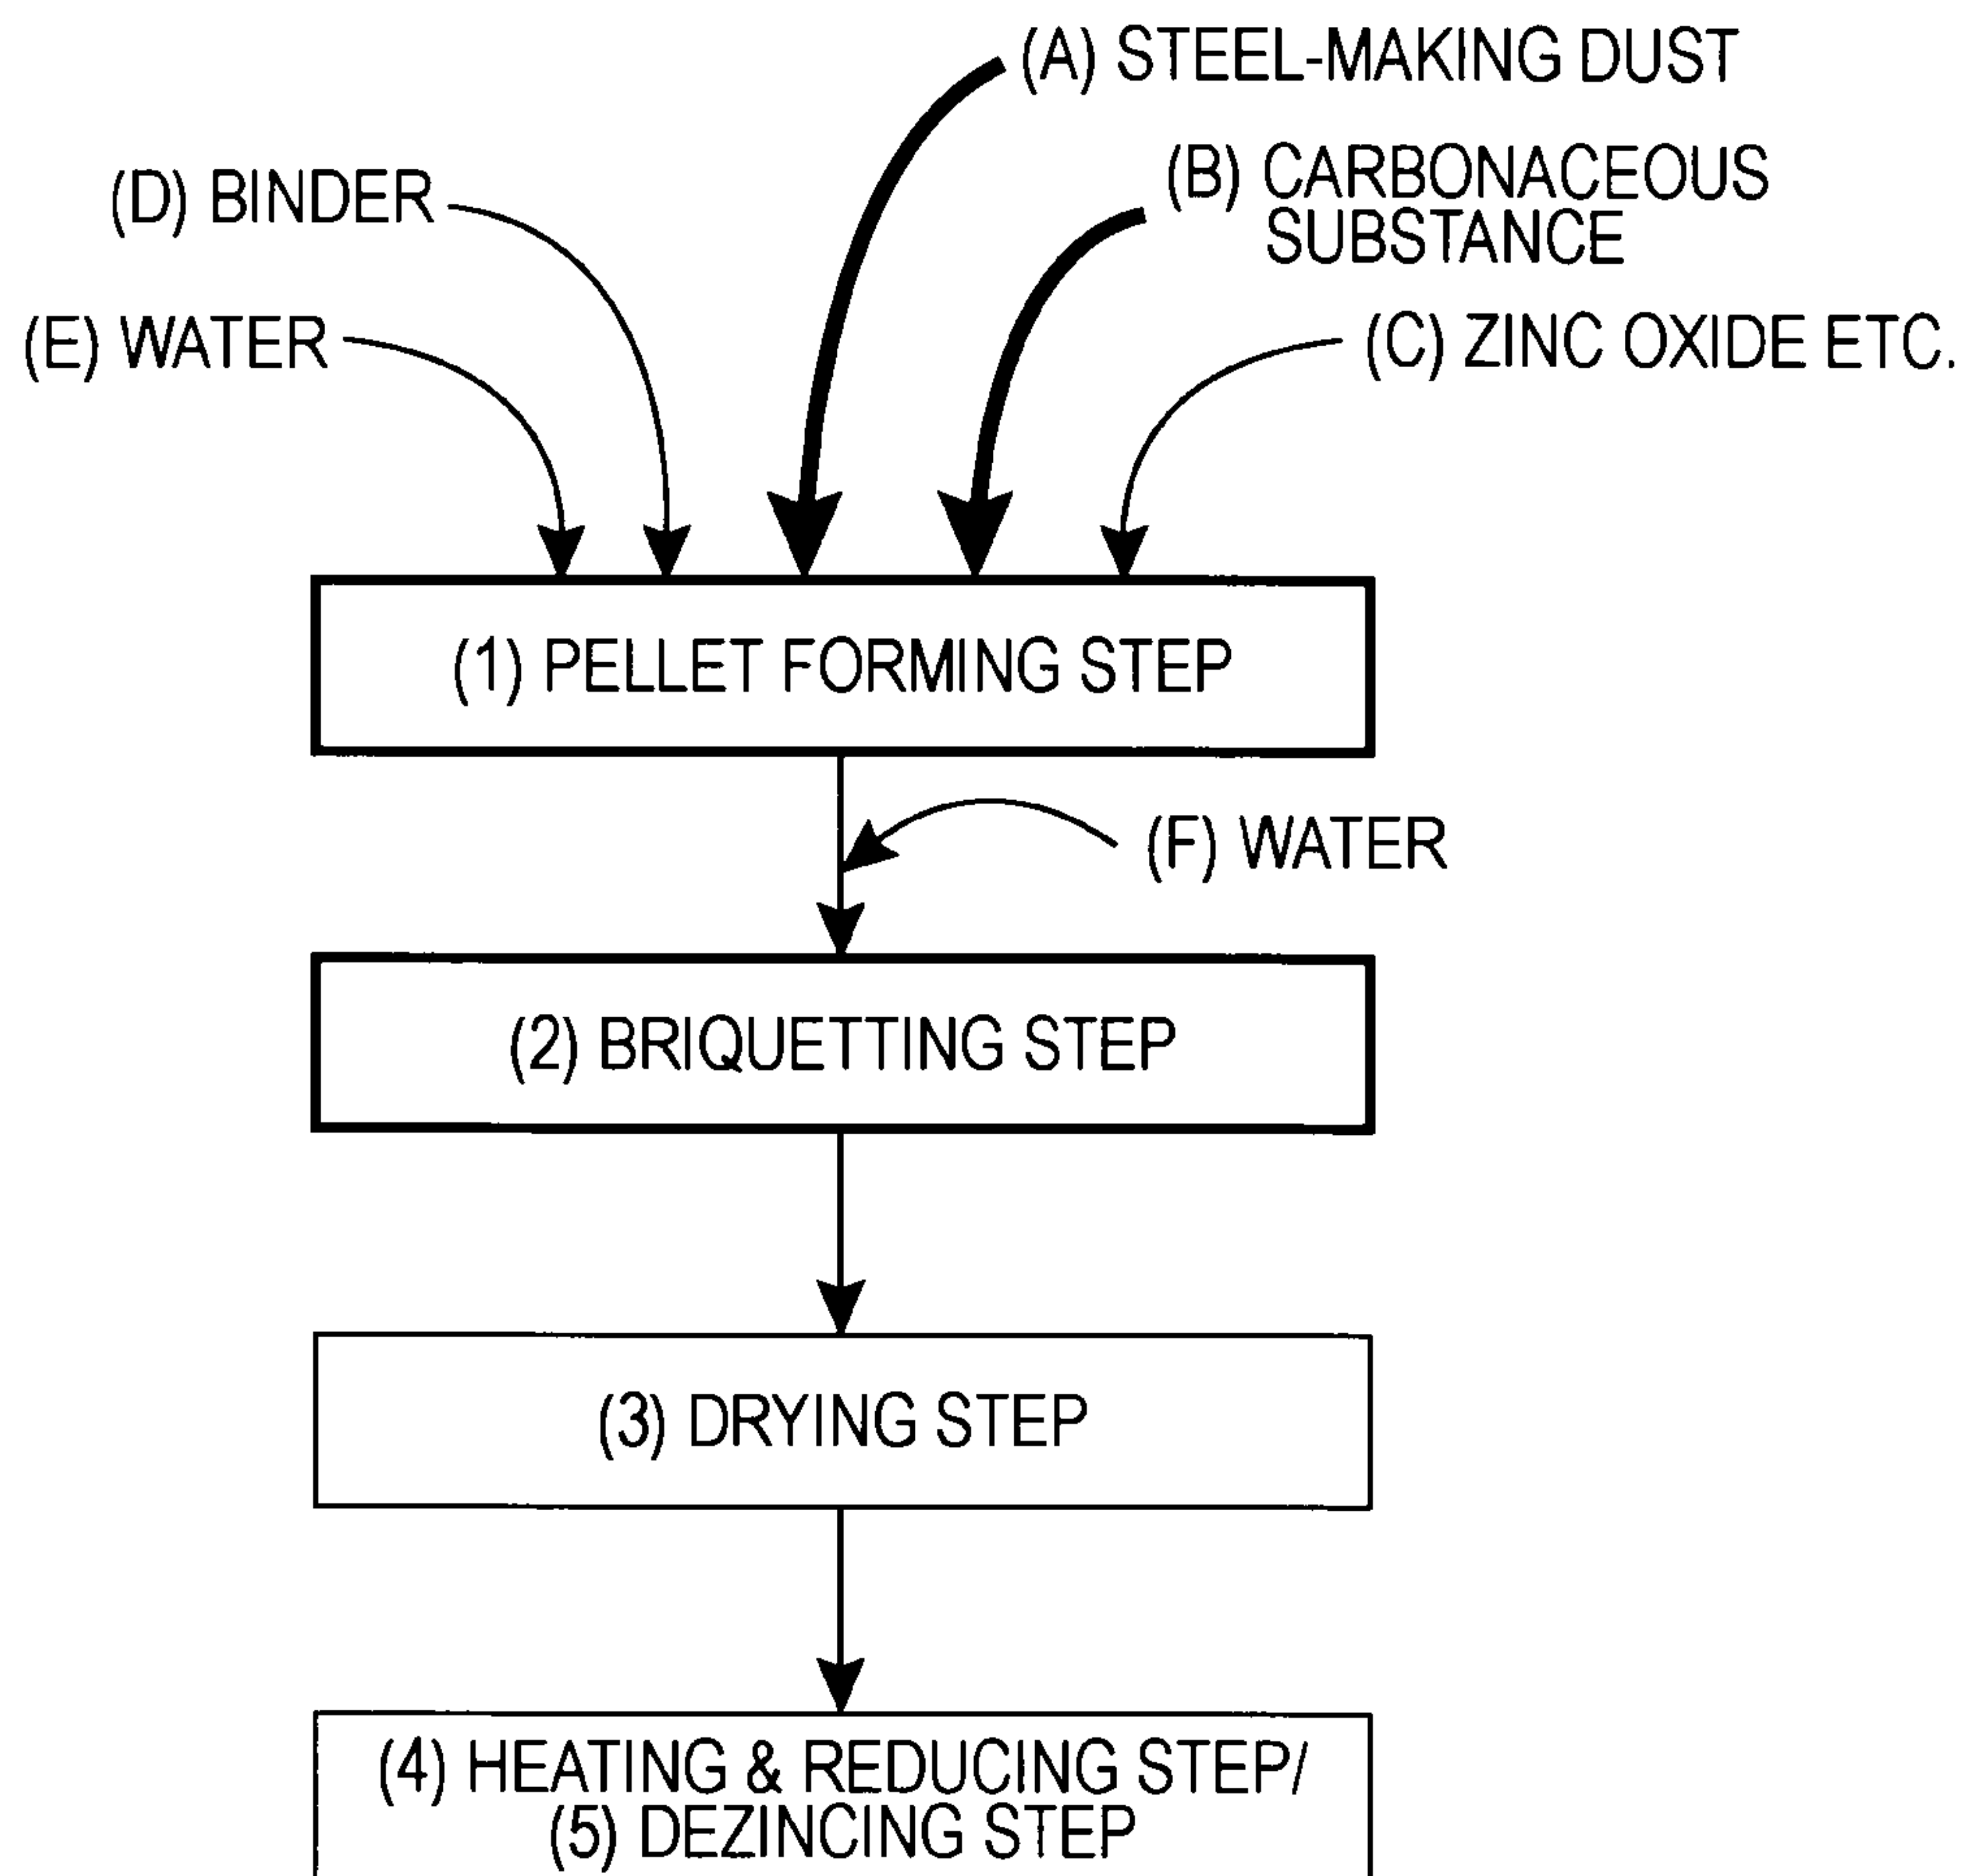 (A) STEEL-MAKING DUST
(B) CARBONACEOUS
SUBSTANCE
(D) BINDER
(E) WATER
(C) ZINC OXIDE ETC.
(1) PELLET FORMING STEP
(F) WATER
(2) BRIQUETTING STEP
(3) DRYING STEP
(4) HEATING & REDUCING STEP/
(5) DEZINCING STEP